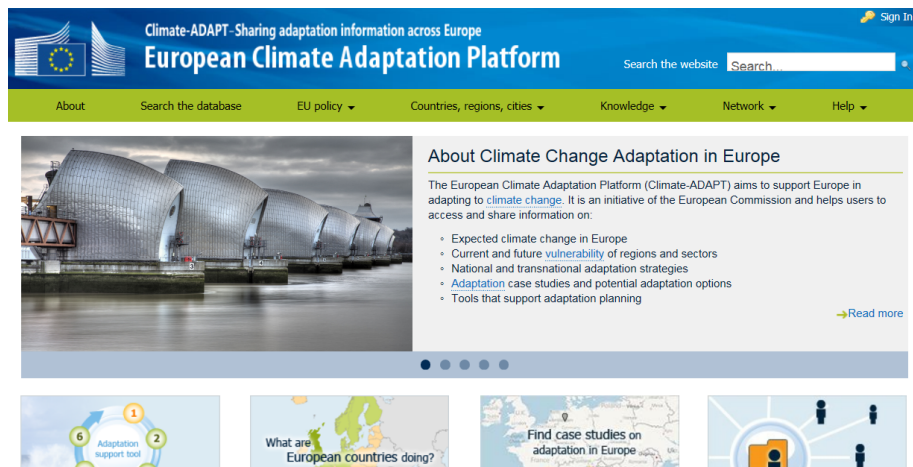 Sign In
Climate-ADAPT-Sharing adaptation information across Europe
European Climate Adaptation Platform
Search the website Search...
About Search the database EU policy Countries, regions, cities Knowledge Network Help
About Climate Change Adaptation in Europe
The European Climate Adaptation Platform (Climate-ADAPT) aims to support Europe in
adapting to climate change. It is an initiative of the European Commission and helps users to
access and share information on:
Expected climate change in Europe
Current and future vulnerability of regions and sectors
National and transnational adaptation strategies
Adaptation case studies and potential adaptation options
Tools that support adaptation planning
Read more
1
6 Adaptation 2
support tool
What are
European countries doing?
Find case studies on
adaptation in Europe